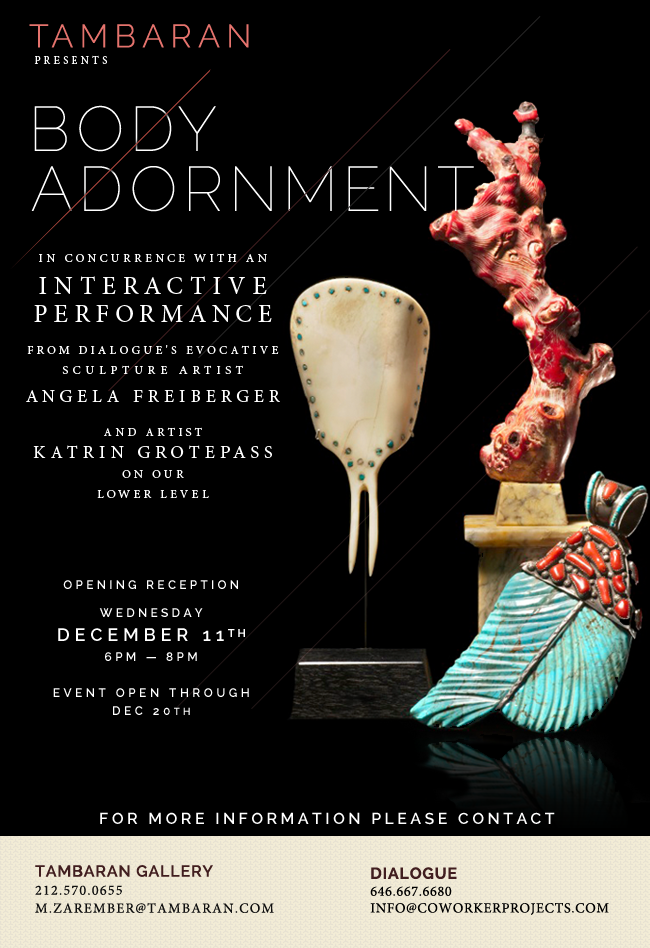 TAMBARAN
PRESENTS
BODY
ADORNMENT
IN CONCURRENCE WITH AN
INTERACTIVE
PERFORMANCE
FROM DIALOGUE'S EVOCATIVE
SCULPTURE ARTIST
ANGELA FREIBERGER
AND ARTIST
KATRIN GROTEPASS
ON OUR
LOWER LEVEL
OPENING RECEPTION
WEDNESDAY
DECEMBER 11TH
6PM — 8PM
EVENT OPEN THROUGH
DEC 20TH
FOR MORE INFORMATION PLEASE CONTACT
TAMBARAN GALLERY
212.570.0655
M.ZAREMBER@TAMBARAN.COM
DIALOGUE
646.667.6680
INFO@COWORKERPROJECTS.COM